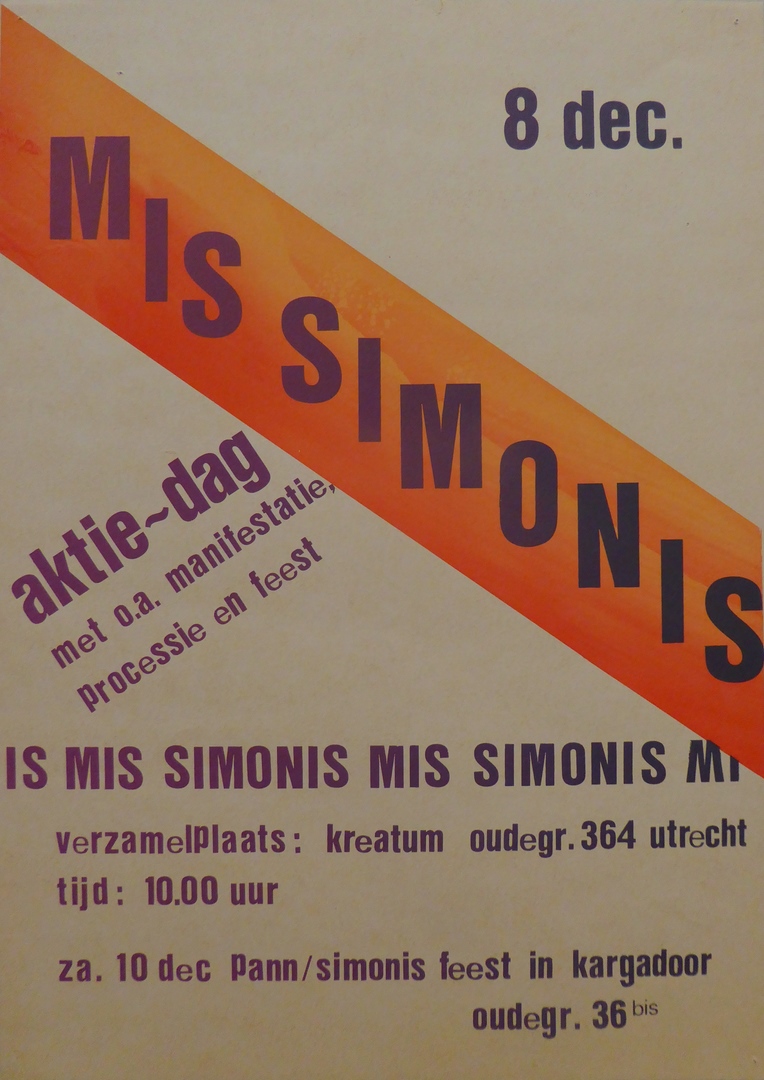 8 dec.
MIS SIMONIS
aktie~dag
met o.a. manifestatie,
processie en feest
IS MIS SIMONIS MIS SIMONIS MI
verzamelplaats: kreatum oudegr. 364 utrecht
tijd: 10.00 uur
za. 10 dec pann/simonis feest in kargadoor
oudegr. 36 bis